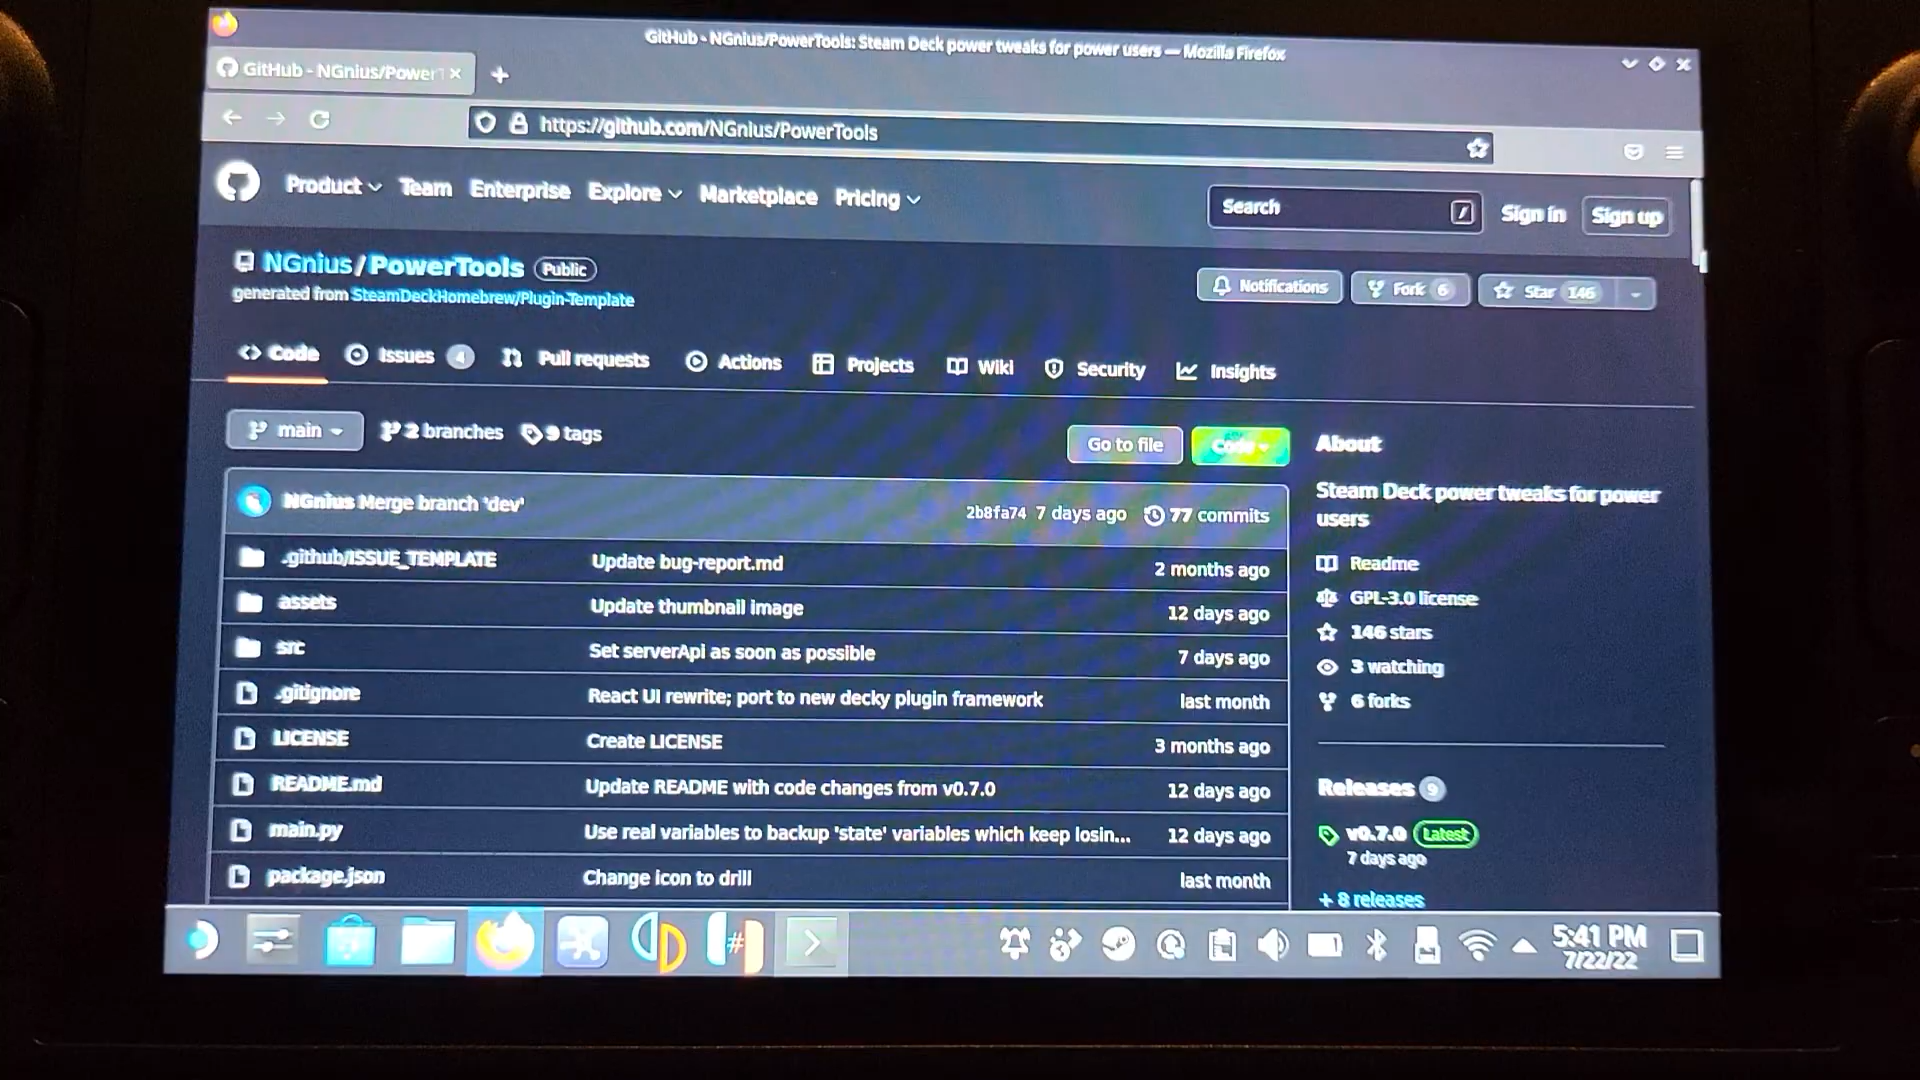 GitHub - NGnius/PowerTools: Steam Deck power tweaks for power users — Mozilla Firefox
GitHub - NGnius/Power
https://github.com/NGnius/PowerTools
Product Team Enterprise Explore Marketplace Pricing
Search /
Sign in Sign up
NGnius/PowerTools Public
generated from SteamDeckHomebrew/Plugin-Template
Notifications Fork 6 Star 146
Code Issues 4 Pull requests Actions Projects Wiki Security Insights
main 2 branches 9 tags
Go to file Code
NGnius Merge branch 'dev' 2b8fa74 7 days ago 77 commits
.github/ISSUE_TEMPLATE Update bug-report.md 2 months ago
assets Update thumbnail image 12 days ago
src Set serverApi as soon as possible 7 days ago
.gitignore React UI rewrite; port to new decky plugin framework last month
LICENSE Create LICENSE 3 months ago
README.md Update README with code changes from v0.7.0 12 days ago
main.py Use real variables to backup 'state' variables which keep losin... 12 days ago
package.json Change icon to drill last month
About
Steam Deck power tweaks for power
users
Readme
GPL-3.0 license
146 stars
3 watching
6 forks
Releases 9
v0.7.0 Latest
7 days ago
+ 8 releases
5:41 PM
7/22/22